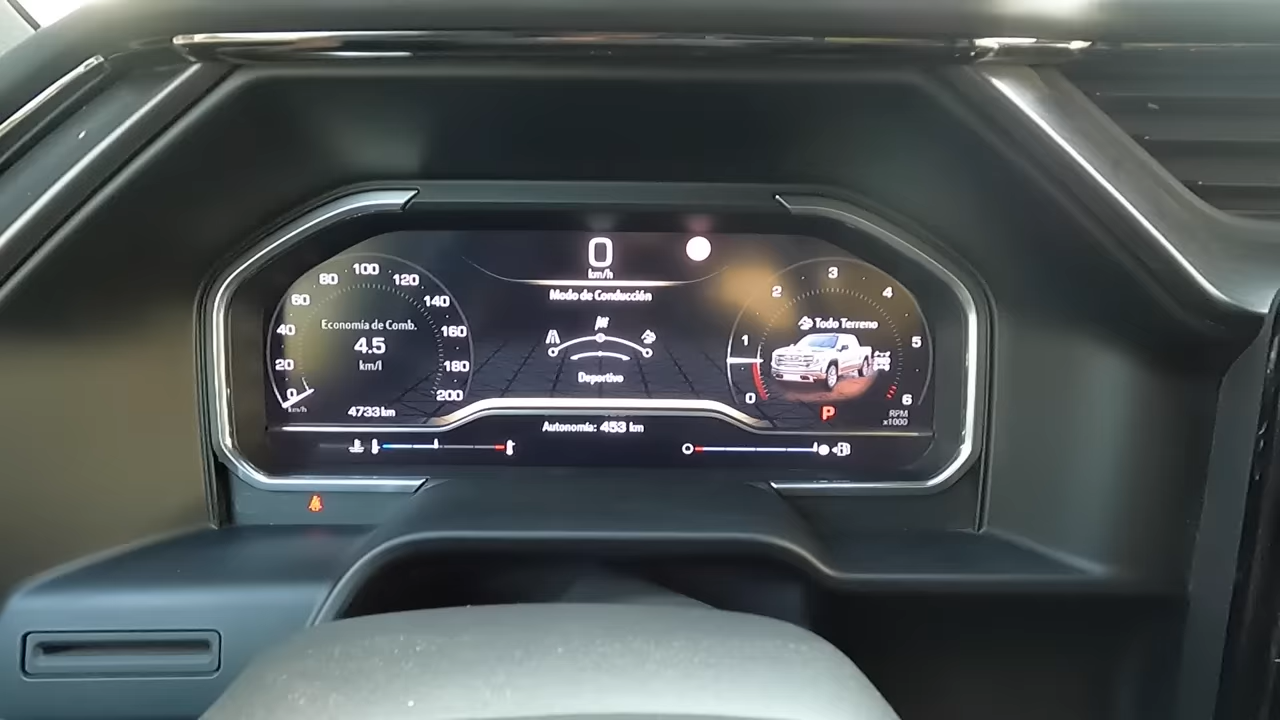 0
km/h
Modo de Conducción
Deportivo
0
20
40
60
80
100
120
140
160
180
200
km/h
Economía de Comb.
4.5
km/l
4733 km
0
1
2
3
4
5
6
Todo Terreno
P
RPM
x1000
Autonomía: 453 km